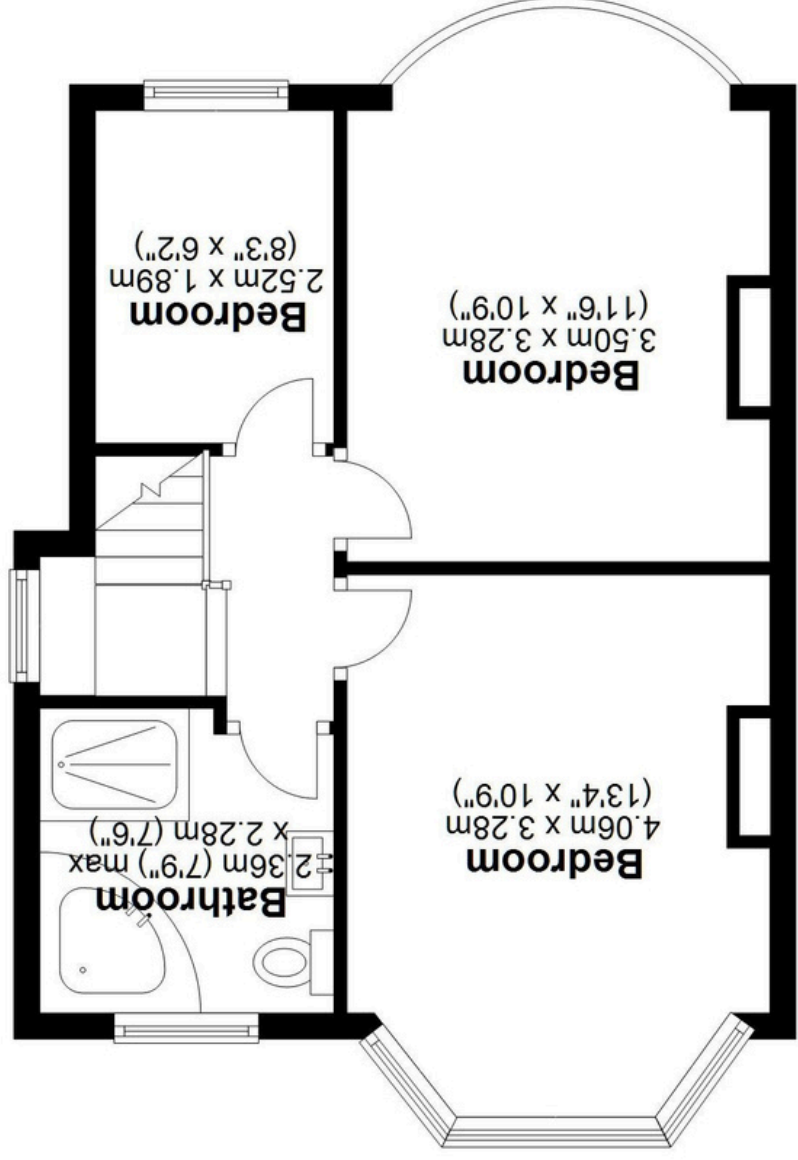 Bedroom
4.06m x 3.28m
(13'4" x 10'9")
Bathroom
2.36m (7'9") max
x 2.28m (7'6")
Bedroom
3.50m x 3.28m
(11'6" x 10'9")
Bedroom
2.52m x 1.89m
(8'3" x 6'2")